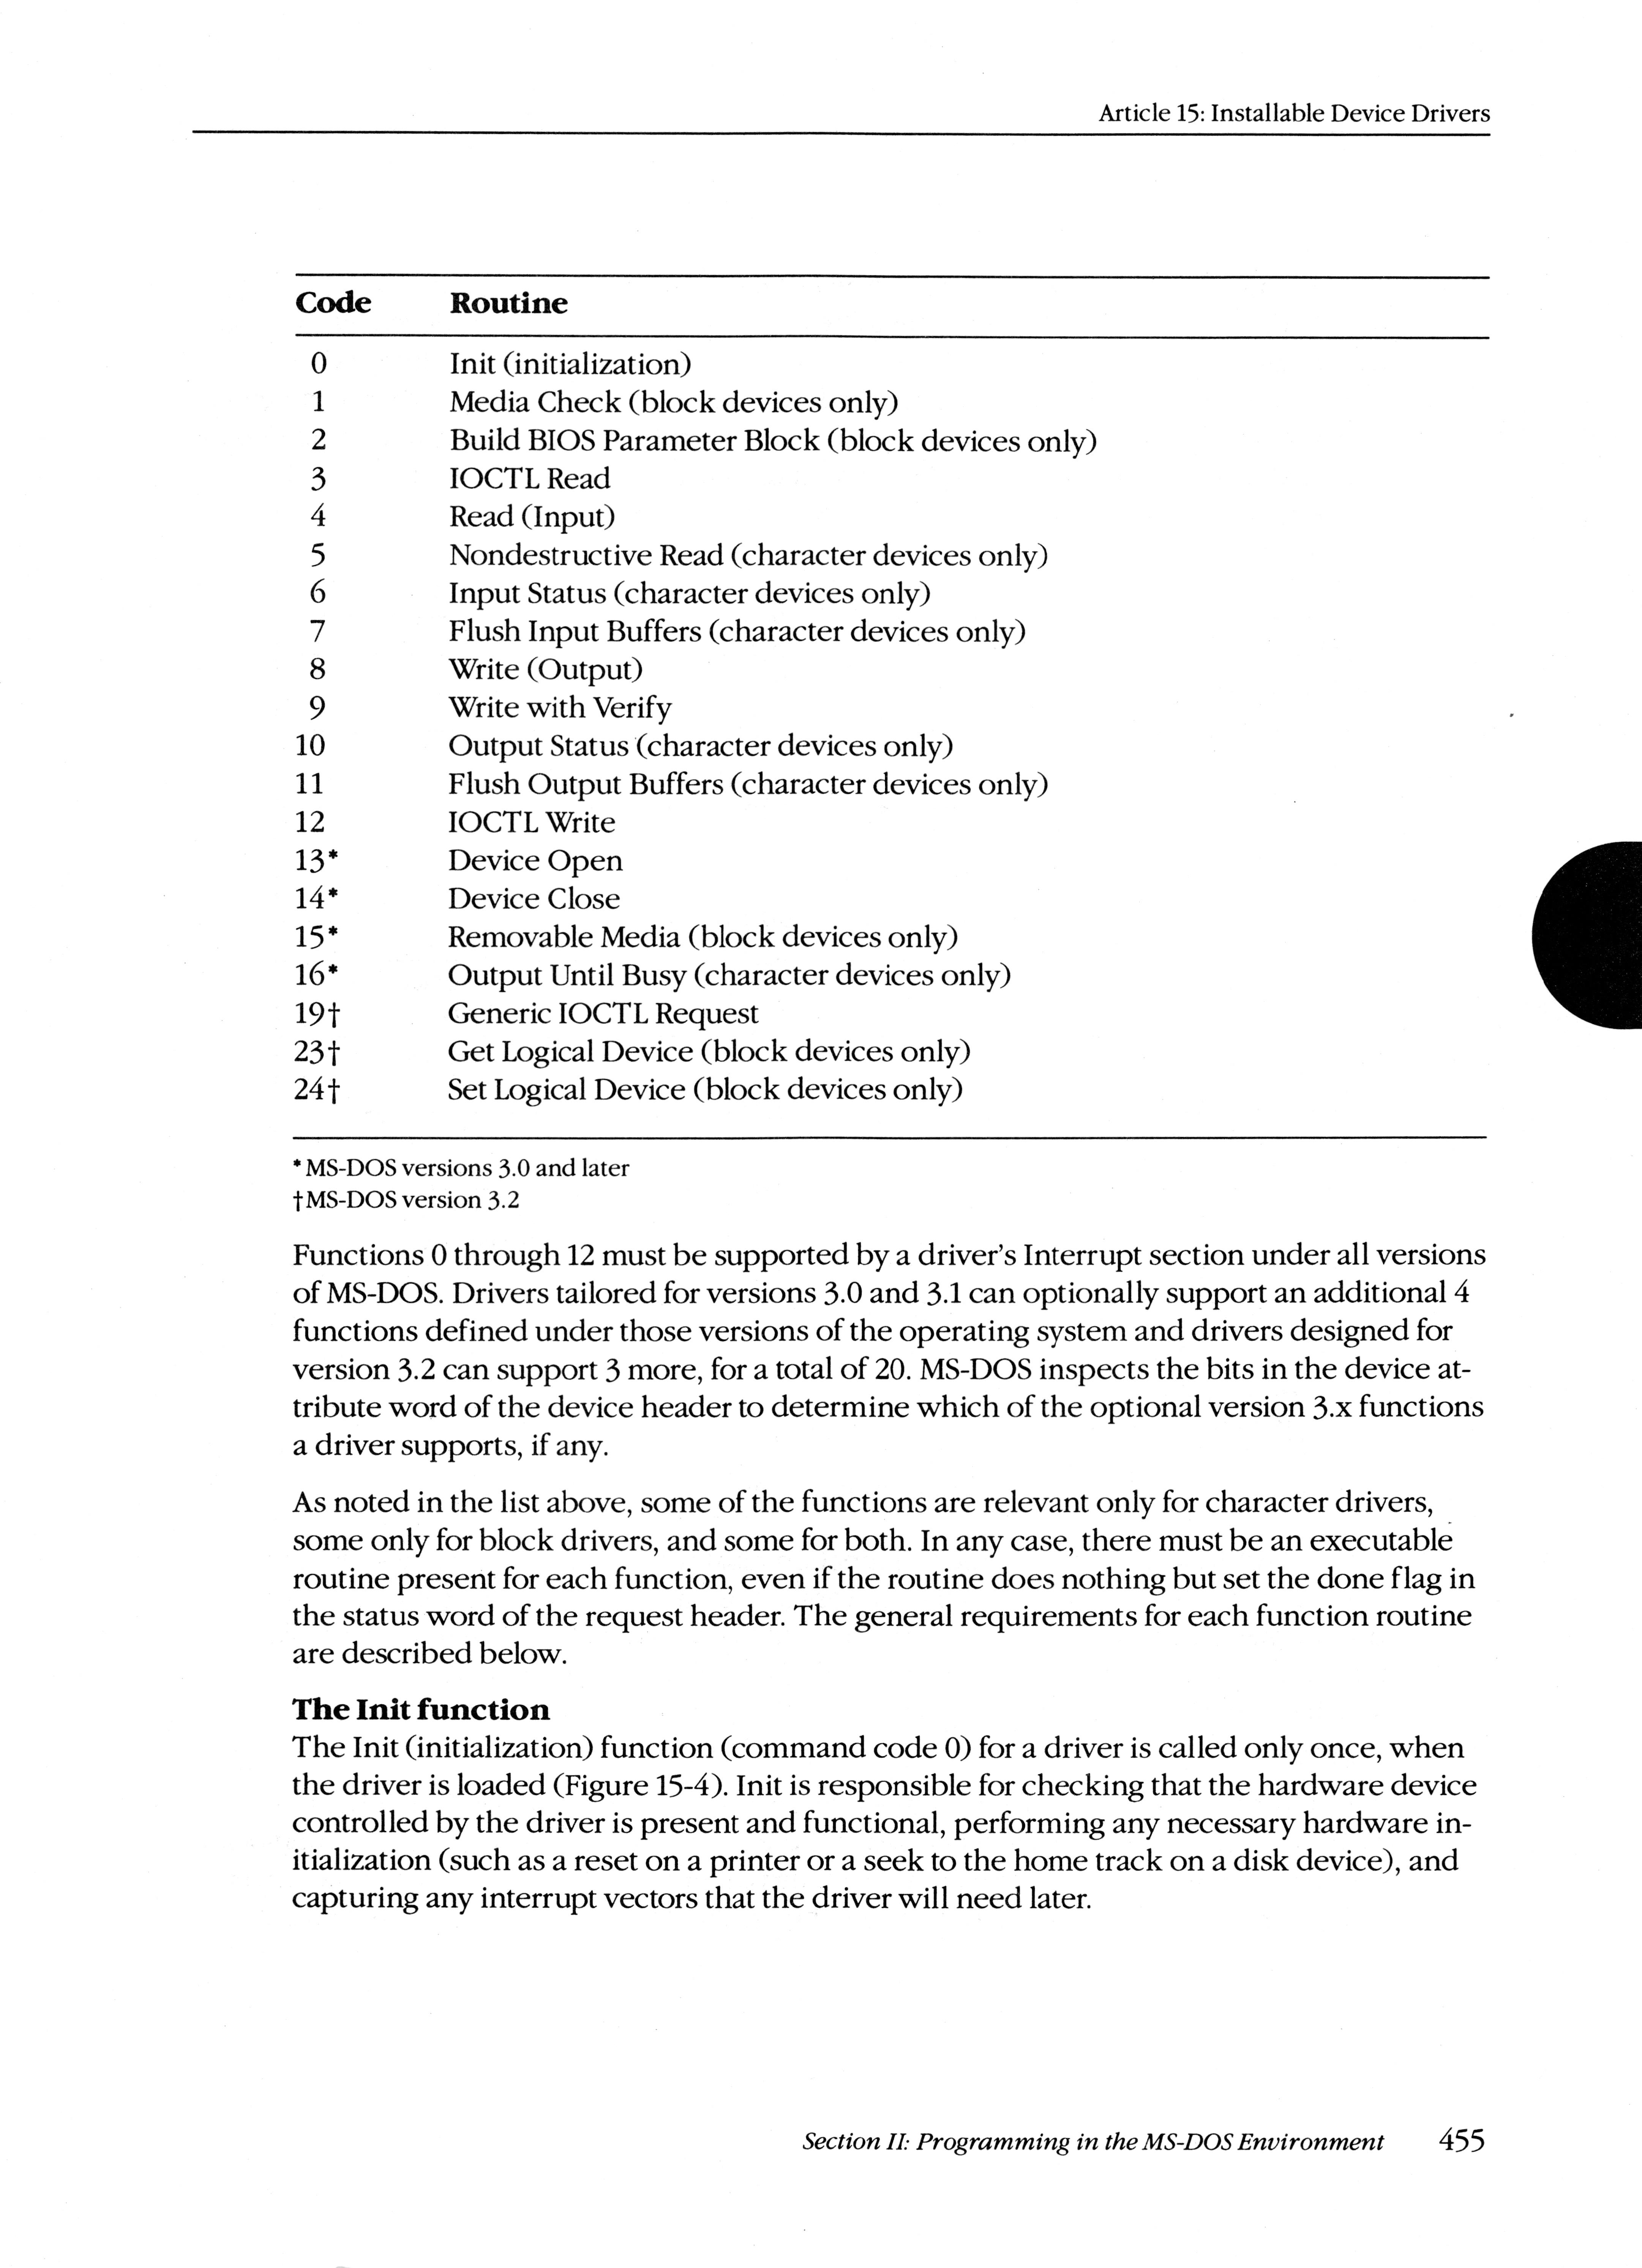 Article 15: Installable Device Drivers
Code Routine
0 Init (initialization)
1 Media Check (block devices only)
2 Build BIOS Parameter Block (block devices only)
3 IOCTL Read
4 Read (Input)
5 Nondestructive Read (character devices only)
6 Input Status (character devices only)
7 Flush Input Buffers (character devices only)
8 Write (Output)
9 Write with Verify
10 Output Status (character devices only)
11 Flush Output Buffers (character devices only)
12 IOCTL Write
13* Device Open
14* Device Close
15* Removable Media (block devices only)
16* Output Until Busy (character devices only)
19† Generic IOCTL Request
23† Get Logical Device (block devices only)
24† Set Logical Device (block devices only)
* MS-DOS versions 3.0 and later
† MS-DOS version 3.2
Functions 0 through 12 must be supported by a driver's Interrupt section under all versions
of MS-DOS. Drivers tailored for versions 3.0 and 3.1 can optionally support an additional 4
functions defined under those versions of the operating system and drivers designed for
version 3.2 can support 3 more, for a total of 20. MS-DOS inspects the bits in the device at-
tribute word of the device header to determine which of the optional version 3.x functions
a driver supports, if any.
As noted in the list above, some of the functions are relevant only for character drivers,
some only for block drivers, and some for both. In any case, there must be an executable
routine present for each function, even if the routine does nothing but set the done flag in
the status word of the request header. The general requirements for each function routine
are described below.
The Init function
The Init (initialization) function (command code 0) for a driver is called only once, when
the driver is loaded (Figure 15-4). Init is responsible for checking that the hardware device
controlled by the driver is present and functional, performing any necessary hardware in-
itialization (such as a reset on a printer or a seek to the home track on a disk device), and
capturing any interrupt vectors that the driver will need later.
Section II: Programming in the MS-DOS Environment 455